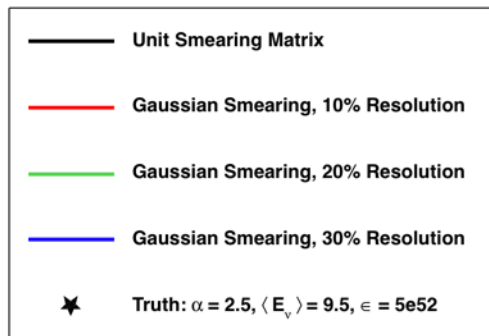 Unit Smearing Matrix
Gaussian Smearing, 10% Resolution
Gaussian Smearing, 20% Resolution
Gaussian Smearing, 30% Resolution
Truth: α = 2.5, ⟨ E_ν ⟩ = 9.5, ∈ = 5e52